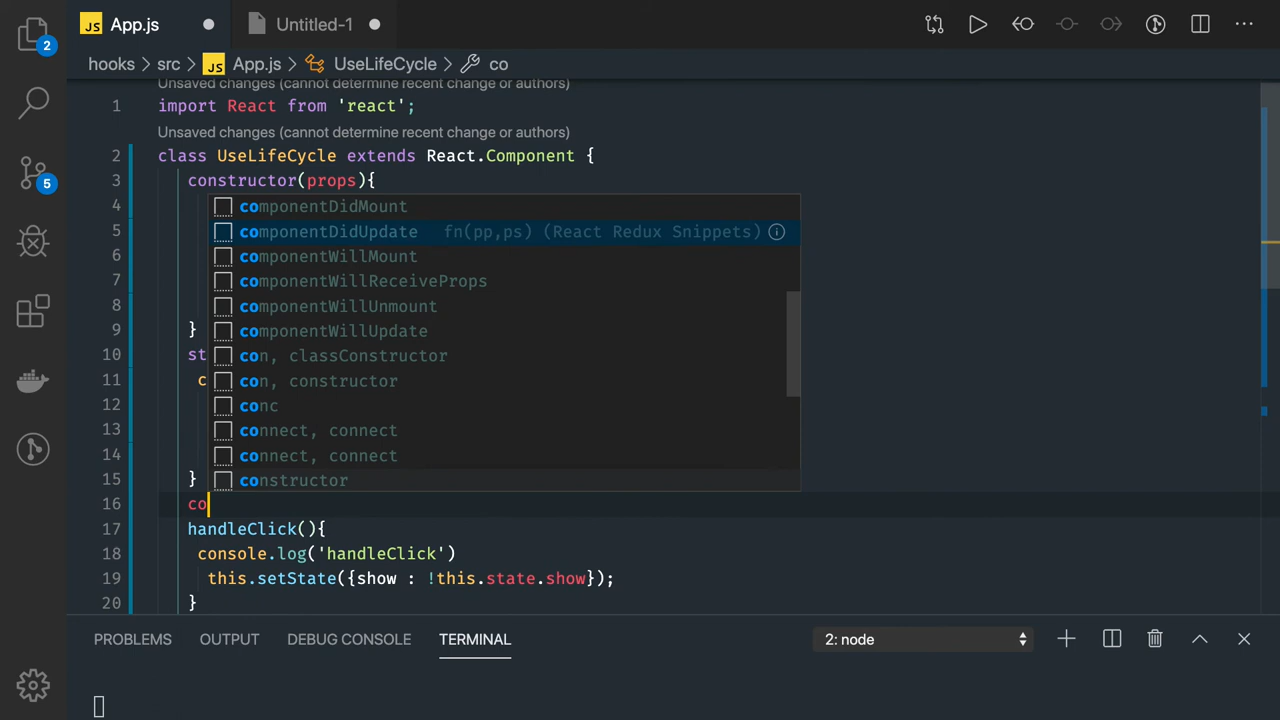 JS App.js Untitled-1
2
hooks > src > JS App.js > UseLifeCycle > co
Unsaved changes (cannot determine recent change or authors)
1 import React from 'react';
Unsaved changes (cannot determine recent change or authors)
2 class UseLifeCycle extends React.Component {
3 constructor(props){
4 componentDidMount
5 componentDidUpdate fn(pp,ps) (React Redux Snippets)
5
6 componentWillMount
7 componentWillReceiveProps
8 componentWillUnmount
9 } componentWillUpdate
10 st con, classConstructor
11 c con, constructor
12 conc
13 connect, connect
14 connect, connect
15 } constructor
16 co
17 handleClick(){
18 console.log('handleClick')
19 this.setState({show : !this.state.show});
20 }
PROBLEMS OUTPUT DEBUG CONSOLE TERMINAL 2: node